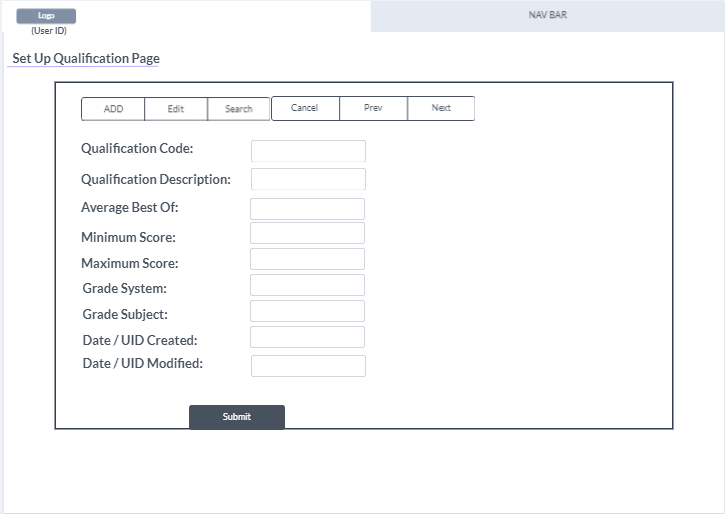 Logo
NAV BAR
(User ID)
Set Up Qualification Page
ADD Edit Search Cancel Prev Next
Qualification Code:
Qualification Description:
Average Best Of:
Minimum Score:
Maximum Score:
Grade System:
Grade Subject:
Date / UID Created:
Date / UID Modified:
Submit